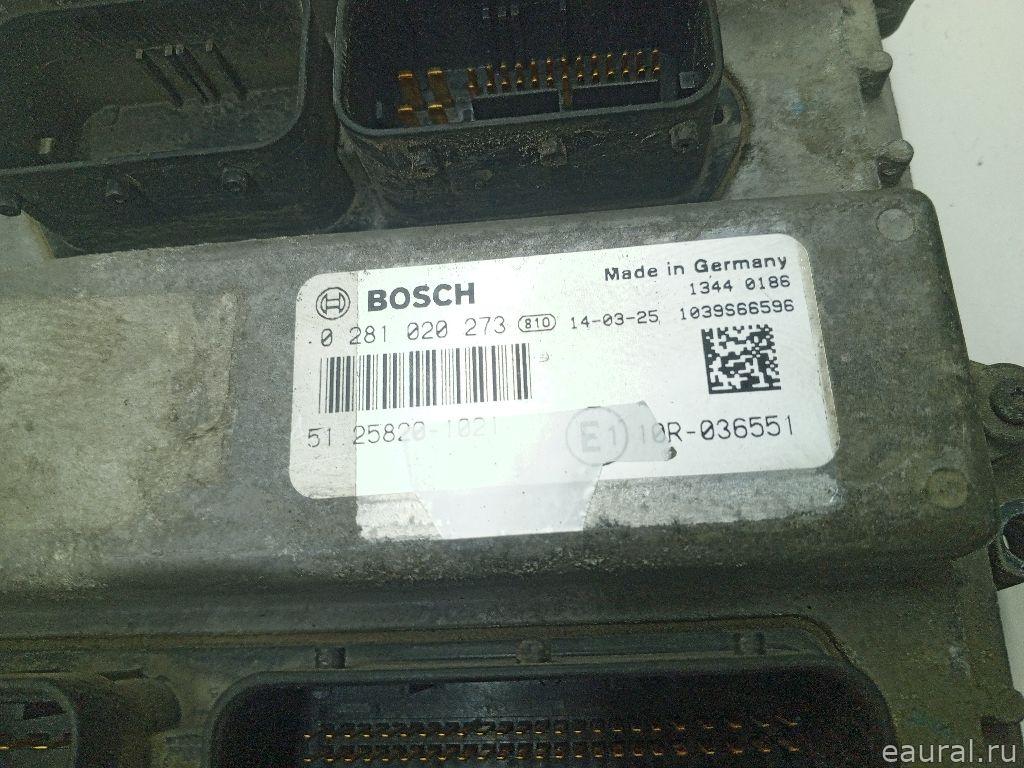 Made in Germany
BOSCH
1344 0186
0 281 020 273 810 14-03-25 1039S66596
51 25820-1021 E1 10R-036551
eaural.ru